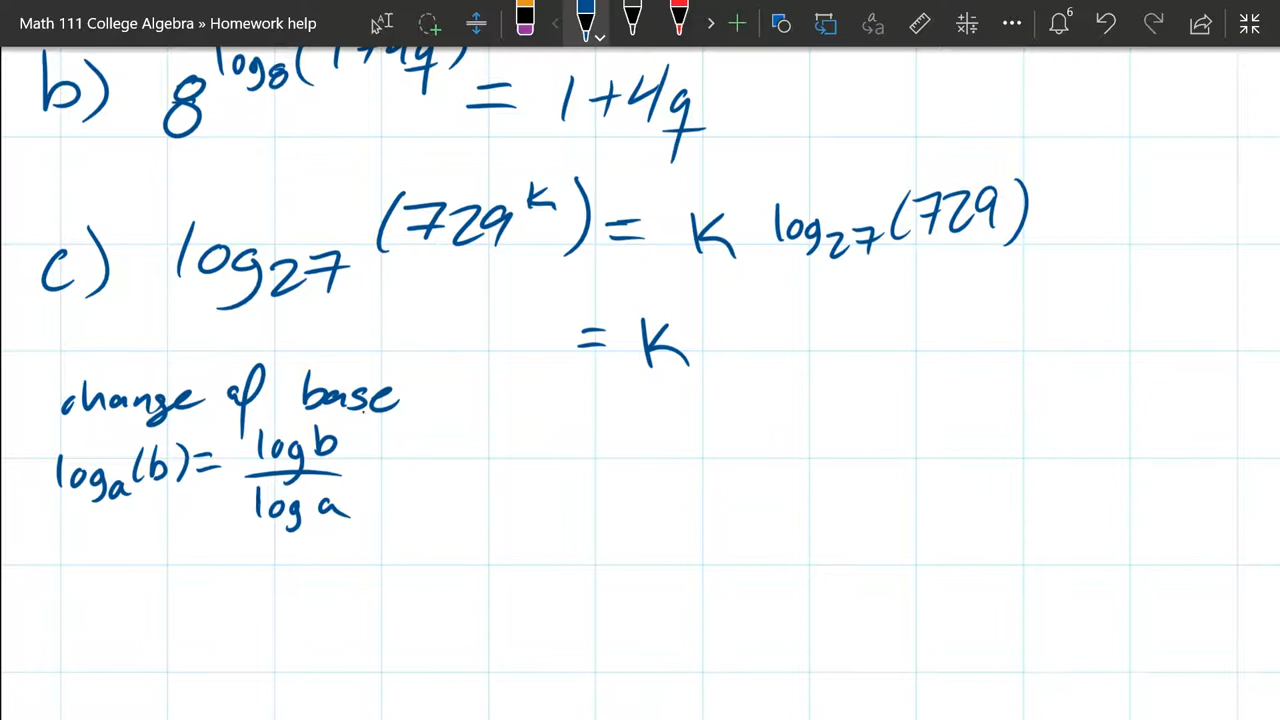 Math 111 College Algebra » Homework help
6
b) 8^log₈(1+4q) = 1+4q
c) log₂₇(729^k) = k log₂₇(729)
= k
change of base
logₐ(b) = log b / log a